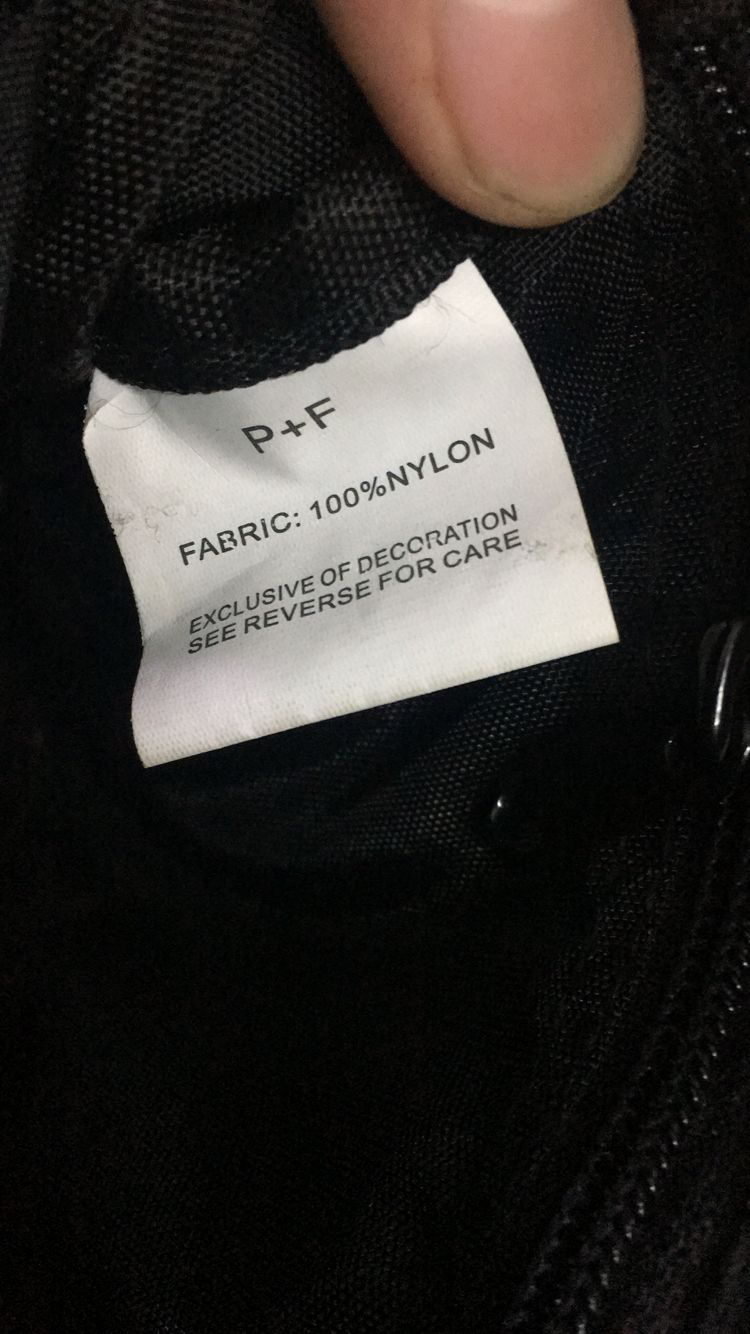 P+F
FABRIC: 100%NYLON
EXCLUSIVE OF DECORATION
SEE REVERSE FOR CARE